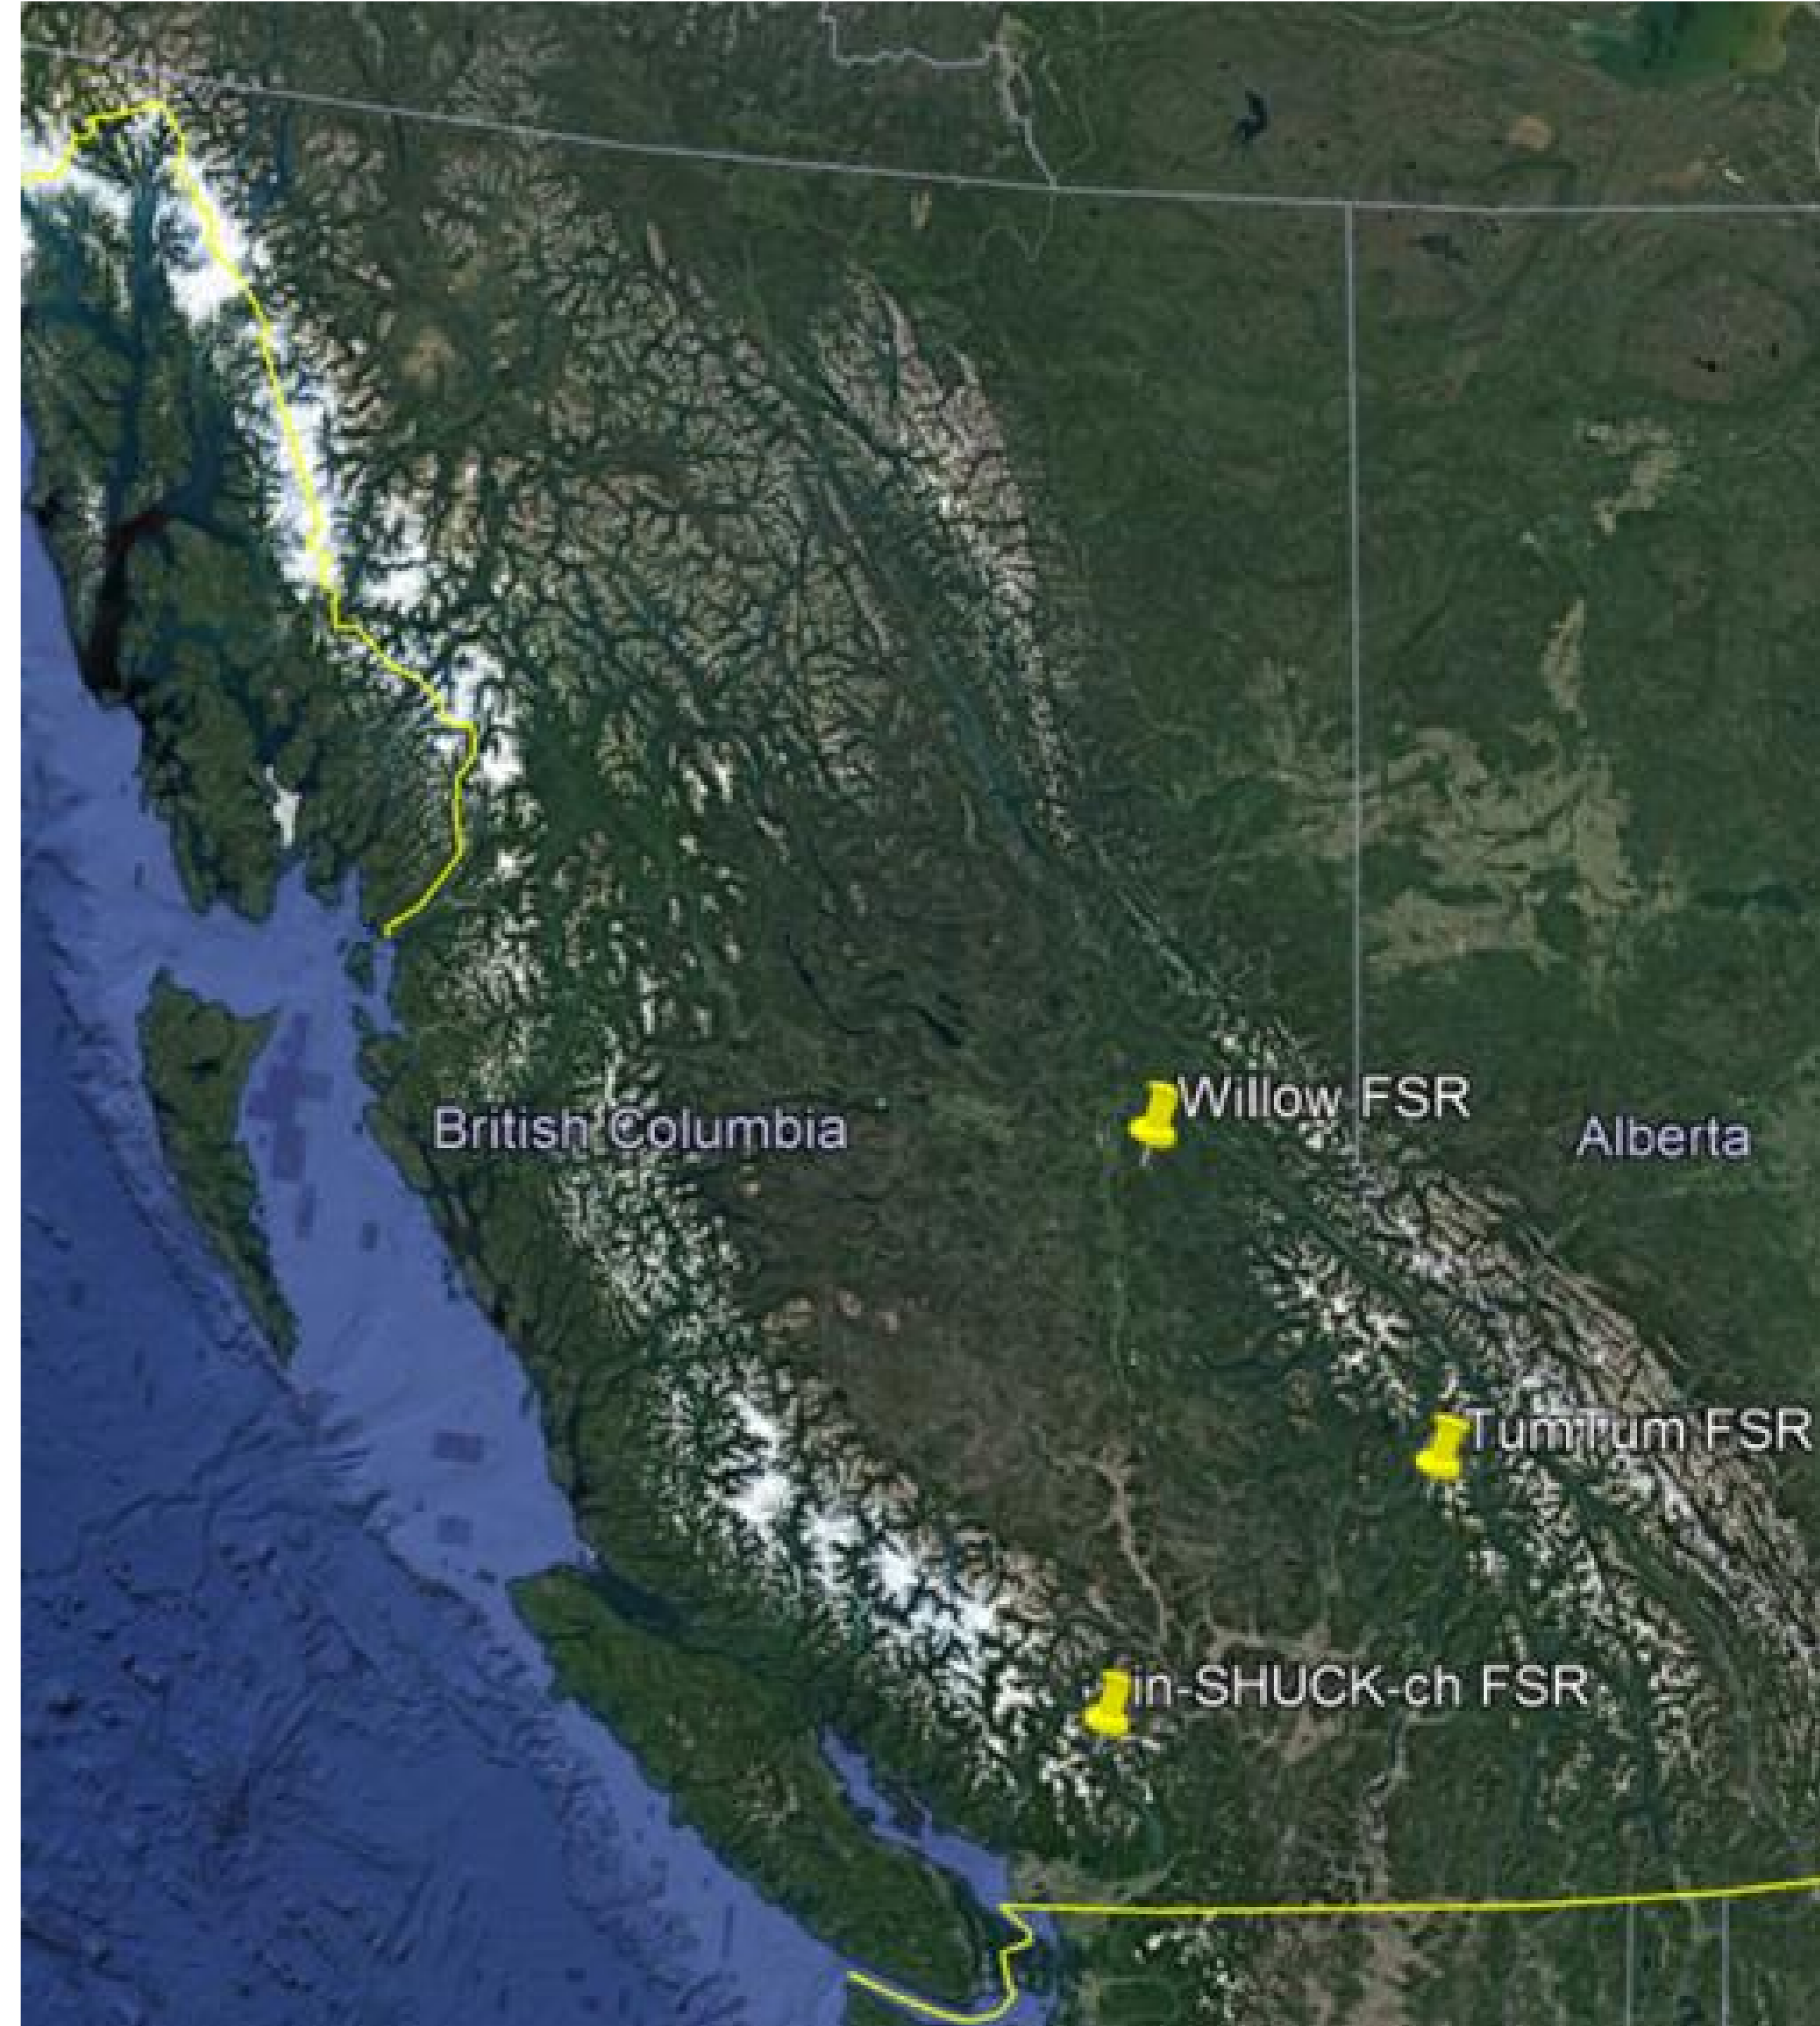 Willow FSR
British Columbia
Alberta
TumTum FSR
in-SHUCK-ch FSR